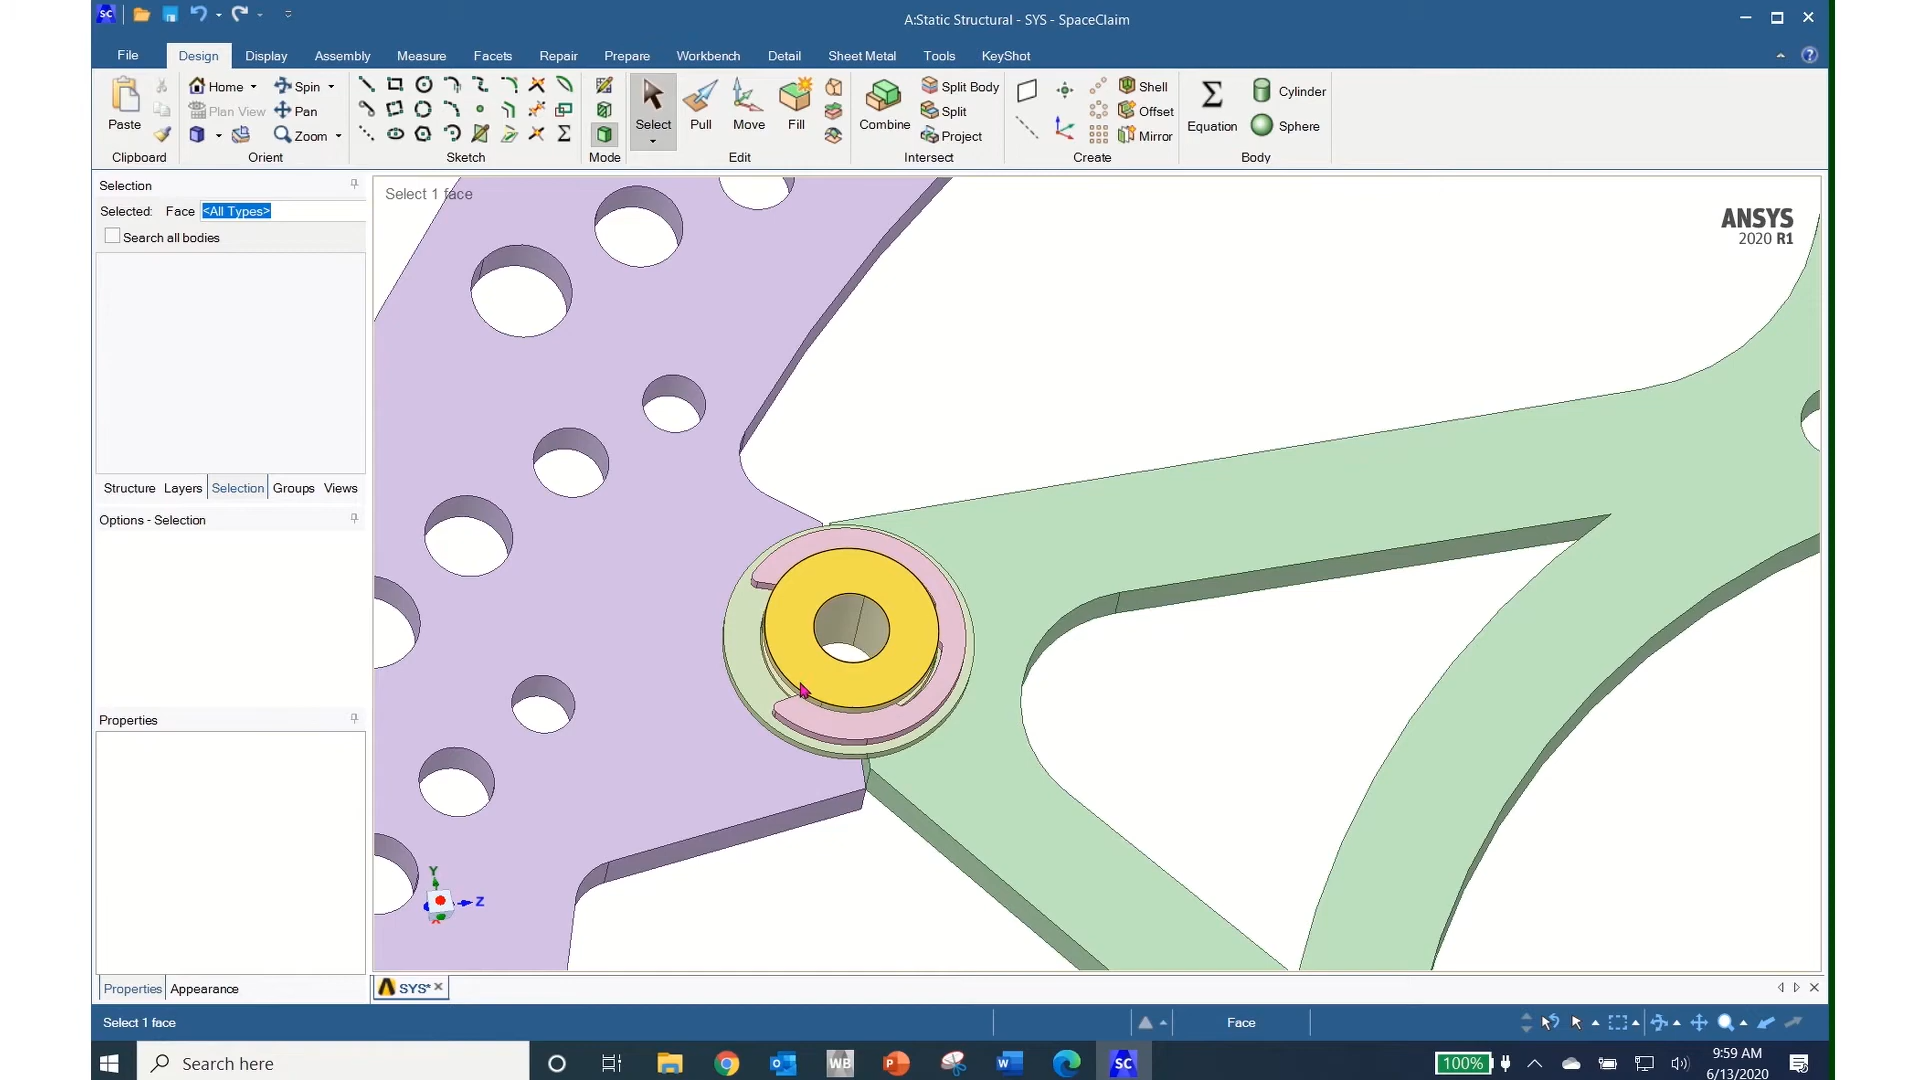 A:Static Structural - SYS - SpaceClaim
File Design Display Assembly Measure Facets Repair Prepare Workbench Detail Sheet Metal Tools KeyShot
Home Spin Select Pull Move Fill Combine Split Body Shell Cylinder
Paste Plan View Pan Split Offset Equation Sphere
Zoom Project Mirror
Clipboard Orient Sketch Mode Edit Intersect Create Body
Selection
Selected: Face <All Types>
Search all bodies
Structure Layers Selection Groups Views
Options - Selection
Properties
Properties Appearance
Select 1 face
ANSYS
2020 R1
Y
Z
SYS*
Select 1 face Face
Search here
WB
SC
100%
9:59 AM
6/13/2020